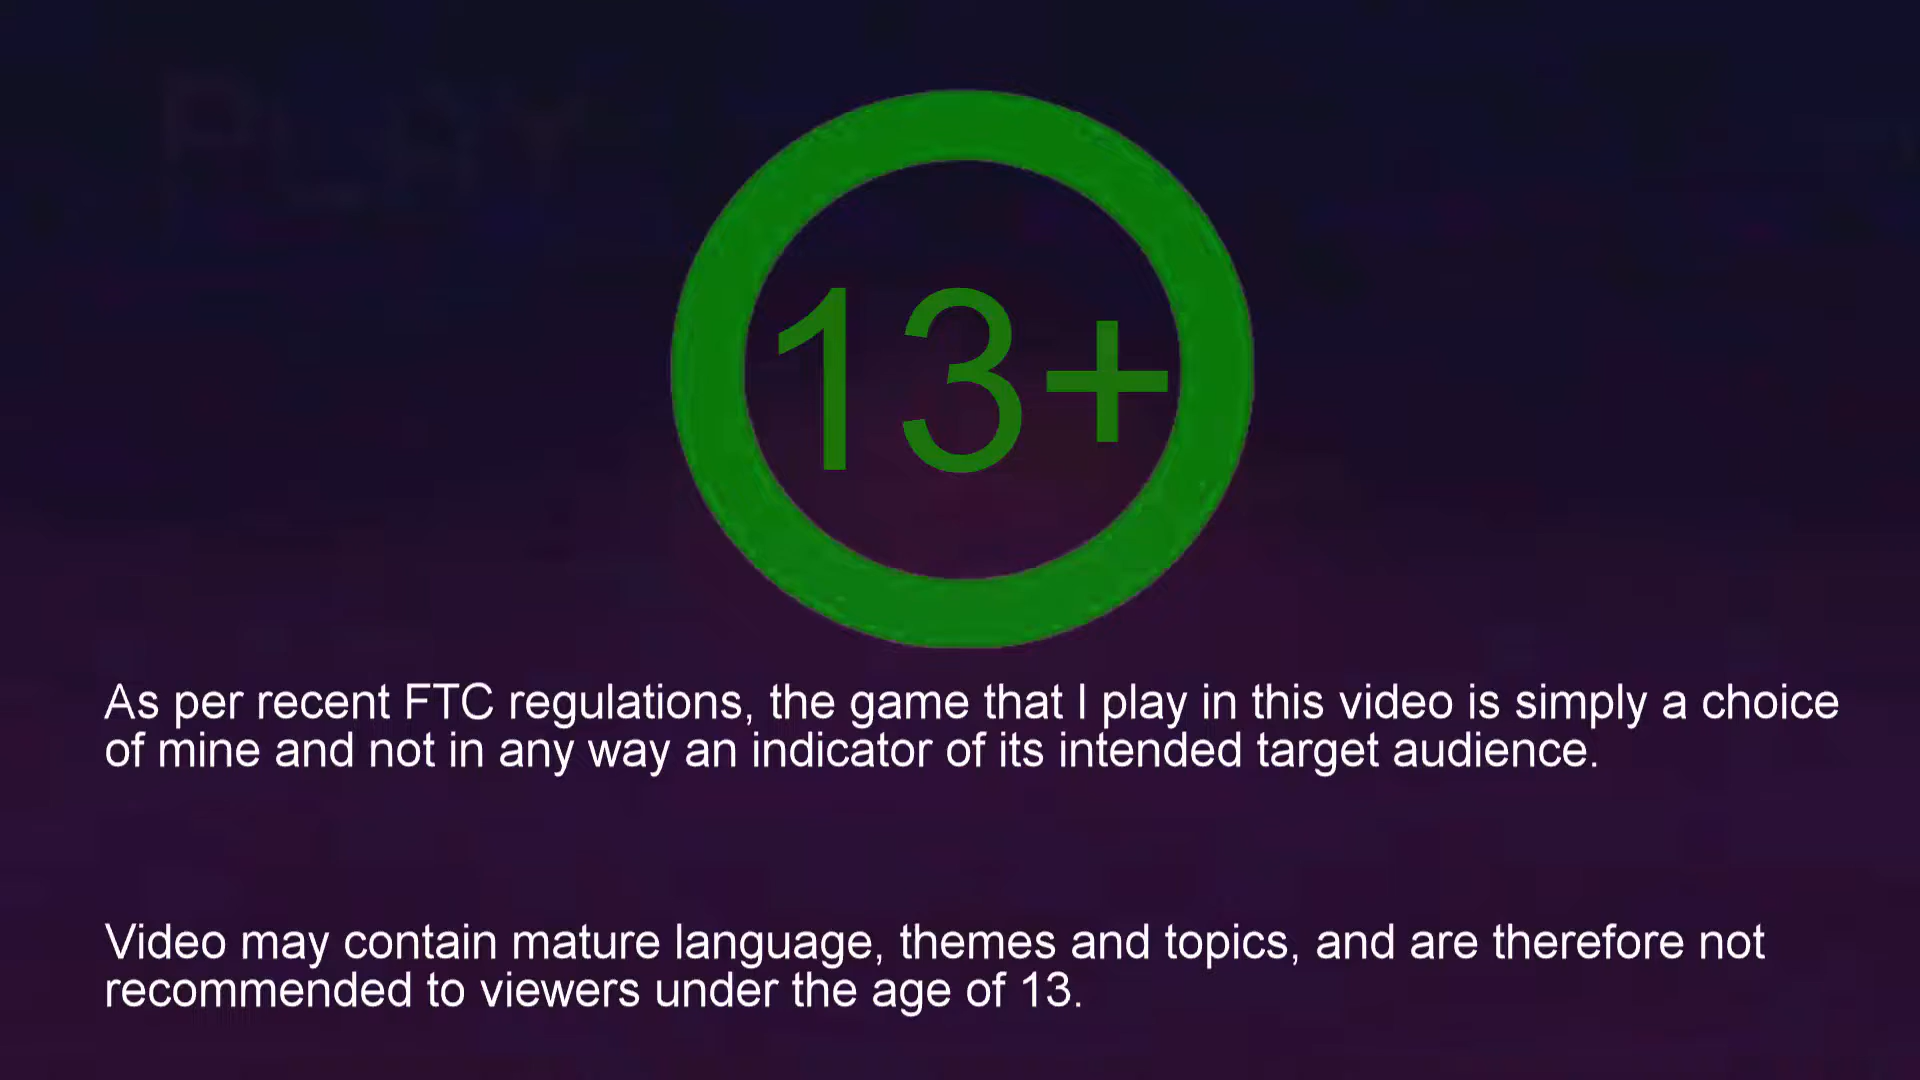 PLAY
13+
As per recent FTC regulations, the game that I play in this video is simply a choice
of mine and not in any way an indicator of its intended target audience.
Video may contain mature language, themes and topics, and are therefore not
recommended to viewers under the age of 13.